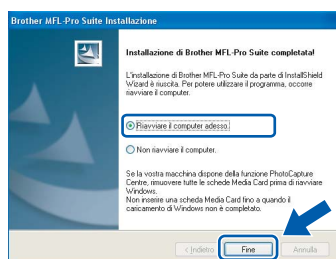 Brother MFL-Pro Suite Installazione
Installazione di Brother MFL-Pro Suite completata!
L'installazione di Brother MFL-Pro Suite da parte di InstallShield
Wizard è riuscita. Per potere utilizzare il programma, occorre
riavviare il computer.
Riavviare il computer adesso.
Non riavviare il computer.
Se la vostra macchina dispone della funzione PhotoCapture
Centre, rimuovere tutte le schede Media Card prima di riavviare
Windows.
Non inserire una scheda Media Card fino a quando il
caricamento di Windows non è completato.
< Indietro
Fine
Annulla